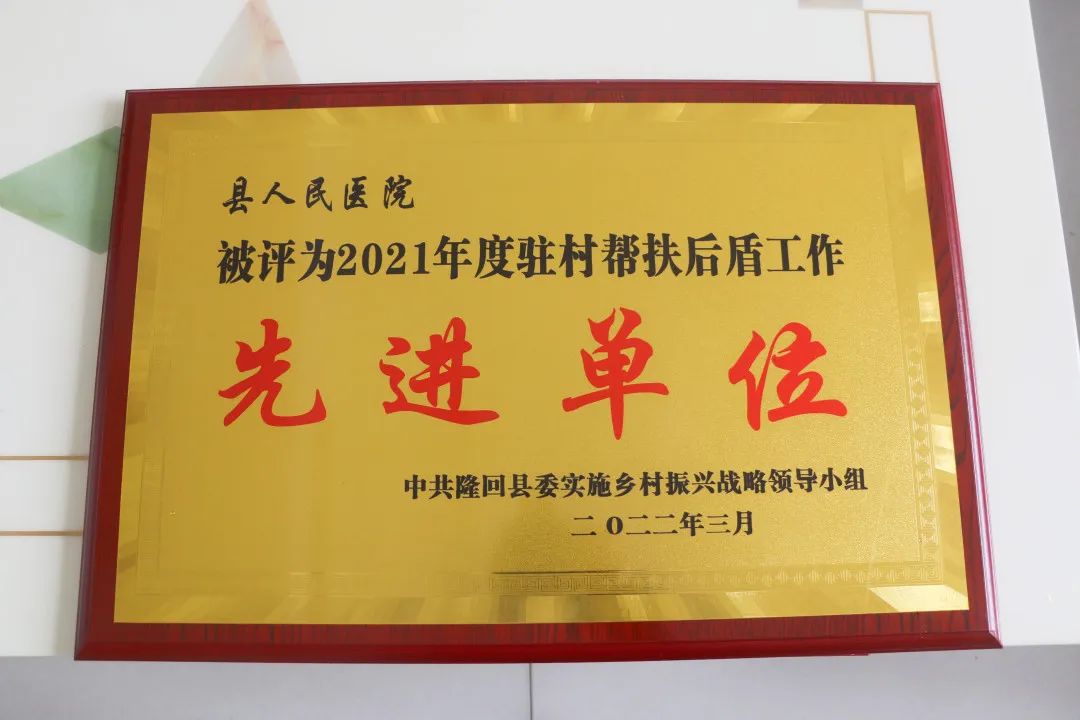 县人民医院
被评为2021年度驻村帮扶后盾工作
先进单位
中共隆回县委实施乡村振兴战略领导小组
二〇二二年三月